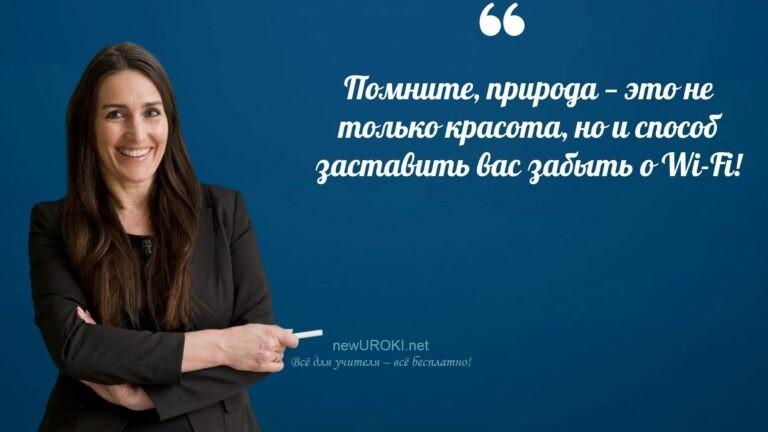 Помните, природа – это не
только красота, но и способ
заставить вас забыть о Wi-Fi!
newUROKI.net
Всё для учителя – всё бесплатно!